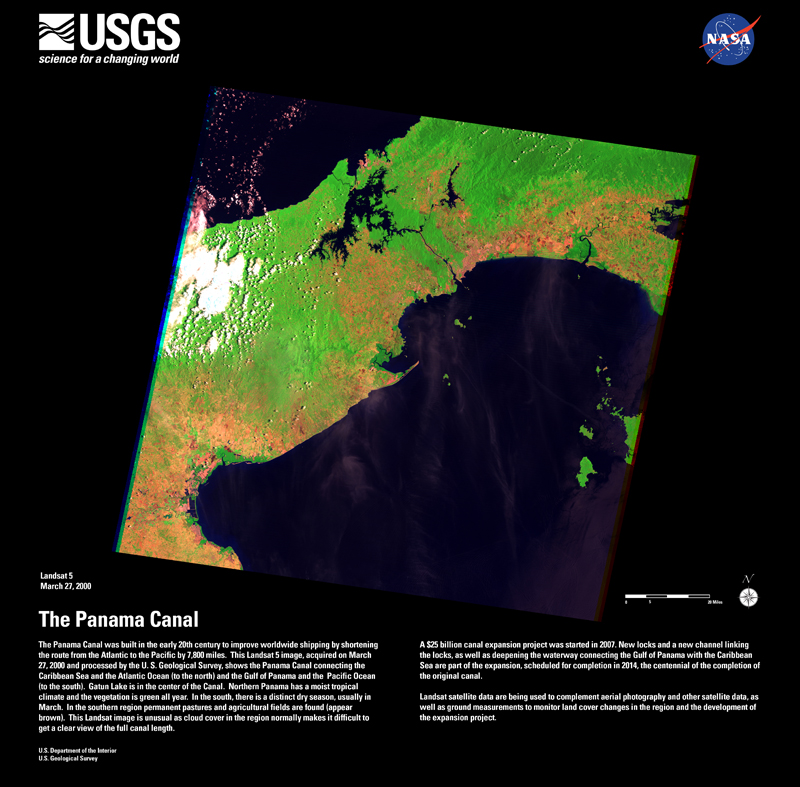 USGS
science for a changing world
NASA
Landsat 5
March 27, 2000
N
0 5 20 Miles
The Panama Canal
The Panama Canal was built in the early 20th century to improve worldwide shipping by shortening
the route from the Atlantic to the Pacific by 7,800 miles. This Landsat 5 image, acquired on March
27, 2000 and processed by the U. S. Geological Survey, shows the Panama Canal connecting the
Caribbean Sea and the Atlantic Ocean (to the north) and the Gulf of Panama and the Pacific Ocean
(to the south). Gatun Lake is in the center of the Canal. Northern Panama has a moist tropical
climate and the vegetation is green all year. In the south, there is a distinct dry season, usually in
March. In the southern region permanent pastures and agricultural fields are found (appear
brown). This Landsat image is unusual as cloud cover in the region normally makes it difficult to
get a clear view of the full canal length.
A $25 billion canal expansion project was started in 2007. New locks and a new channel linking
the locks, as well as deepening the waterway connecting the Gulf of Panama with the Caribbean
Sea are part of the expansion, scheduled for completion in 2014, the centennial of the completion of
the original canal.
Landsat satellite data are being used to complement aerial photography and other satellite data, as
well as ground measurements to monitor land cover changes in the region and the development of
the expansion project.
U.S. Department of the Interior
U.S. Geological Survey